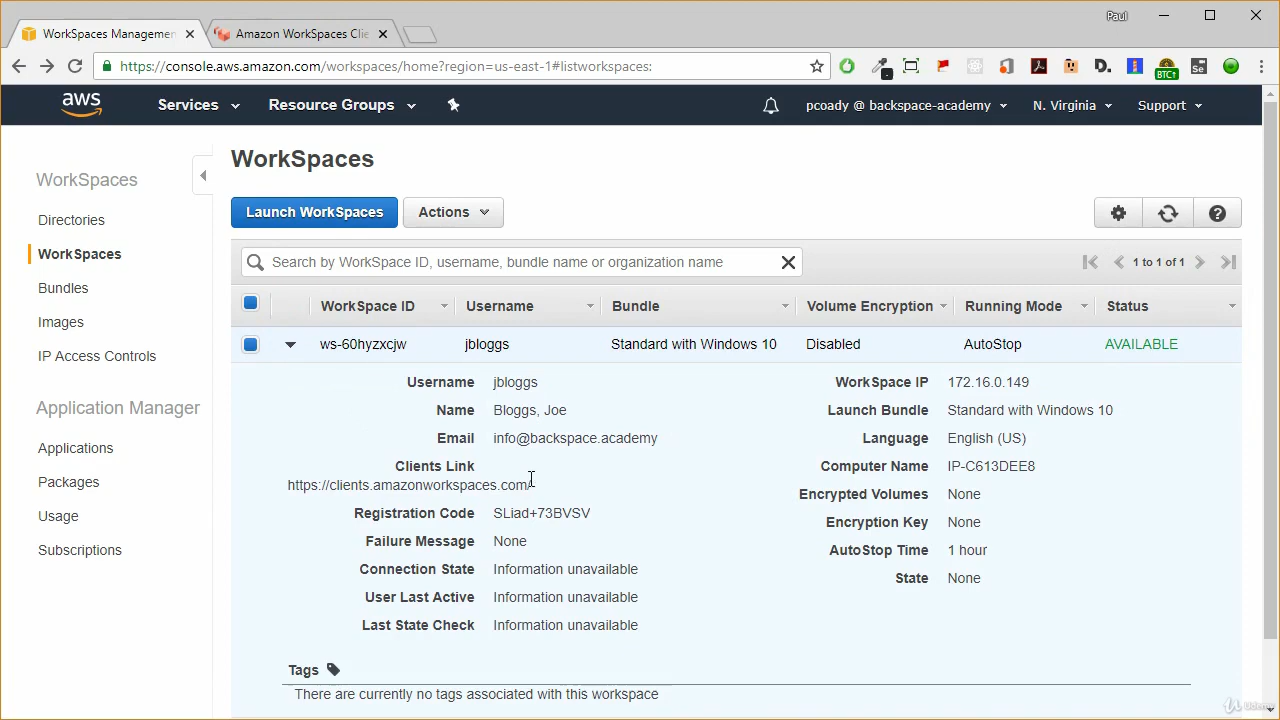 Paul
WorkSpaces Managemen
Amazon WorkSpaces Clie
https://console.aws.amazon.com/workspaces/home?region=us-east-1#listworkspaces:
D.
BTC↑
Se
aws
Services
Resource Groups
pcoady @ backspace-academy
N. Virginia
Support
WorkSpaces
Directories
WorkSpaces
Bundles
Images
IP Access Controls
Application Manager
Applications
Packages
Usage
Subscriptions
WorkSpaces
Launch WorkSpaces
Actions
Search by WorkSpace ID, username, bundle name or organization name
1 to 1 of 1
WorkSpace ID Username Bundle Volume Encryption Running Mode Status
ws-60hyzxcjw jbloggs Standard with Windows 10 Disabled AutoStop AVAILABLE
Username jbloggs
Name Bloggs, Joe
Email info@backspace.academy
Clients Link
https://clients.amazonworkspaces.com/
Registration Code SLiad+73BVSV
Failure Message None
Connection State Information unavailable
User Last Active Information unavailable
Last State Check Information unavailable
WorkSpace IP 172.16.0.149
Launch Bundle Standard with Windows 10
Language English (US)
Computer Name IP-C613DEE8
Encrypted Volumes None
Encryption Key None
AutoStop Time 1 hour
State None
Tags
There are currently no tags associated with this workspace
Udemy